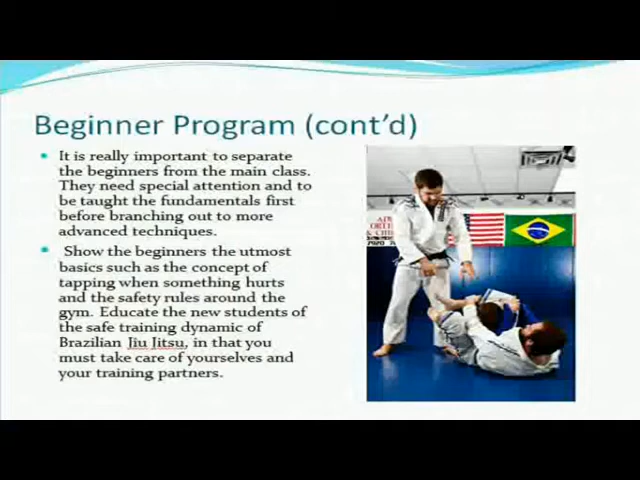 Beginner Program (cont’d)
It is really important to separate
the beginners from the main class.
They need special attention and to
be taught the fundamentals first
before branching out to more
advanced techniques.
Show the beginners the utmost
basics such as the concept of
tapping when something hurts
and the safety rules around the
gym. Educate the new students of
the safe training dynamic of
Brazilian Jiu Jitsu, in that you
must take care of yourselves and
your training partners.